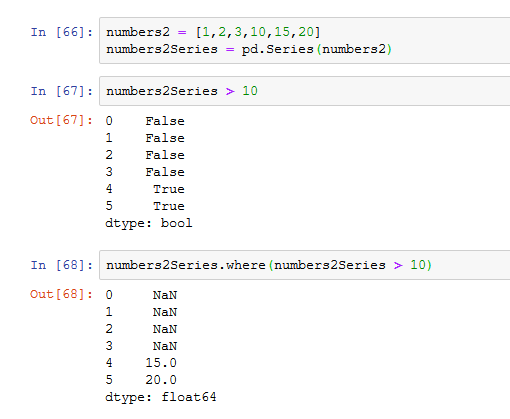 In [66]: numbers2 = [1,2,3,10,15,20]
numbers2Series = pd.Series(numbers2)
In [67]: numbers2Series > 10
Out[67]: 0    False
1    False
2    False
3    False
4     True
5     True
dtype: bool
In [68]: numbers2Series.where(numbers2Series > 10)
Out[68]: 0     NaN
1     NaN
2     NaN
3     NaN
4    15.0
5    20.0
dtype: float64